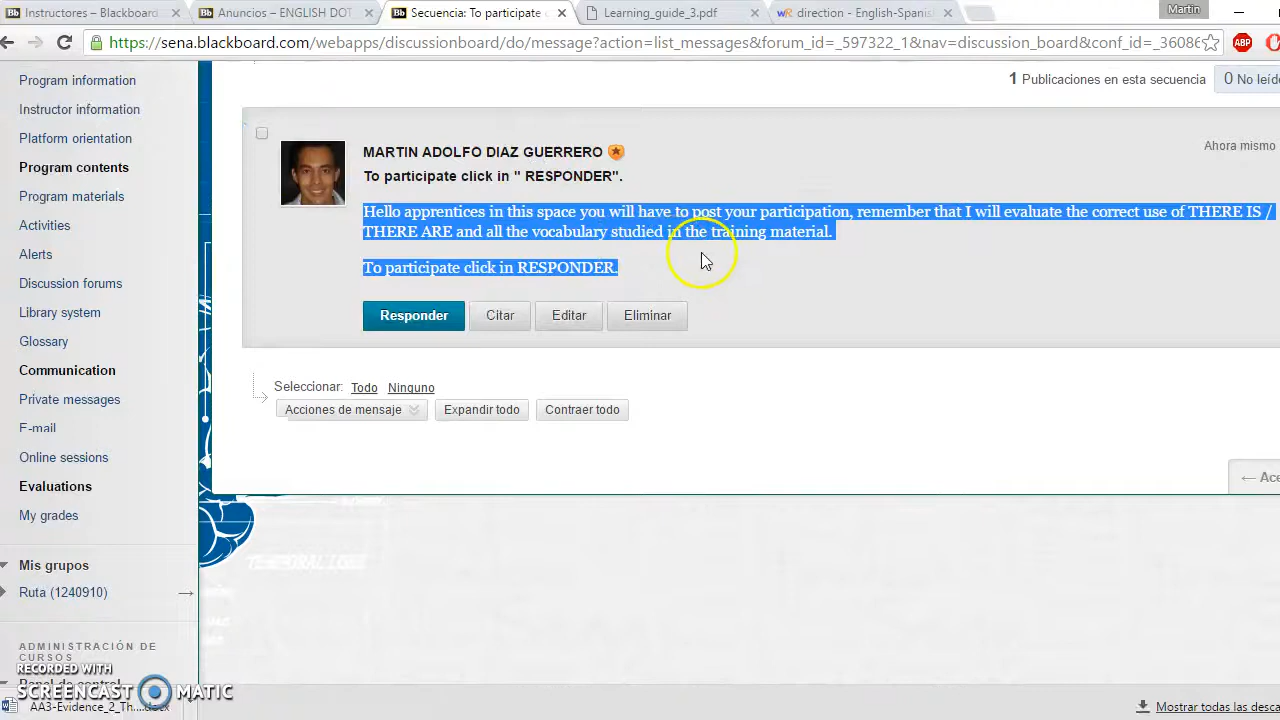 Instructores – Blackboard
Anuncios – ENGLISH DOT
Secuencia: To participate
Learning_guide_3.pdf
direction - English-Spanis
Martin
https://sena.blackboard.com/webapps/discussionboard/do/message?action=list_messages&forum_id=_597322_1&nav=discussion_board&conf_id=_36086
ABP
Program information
Instructor information
Platform orientation
Program contents
Program materials
Activities
Alerts
Discussion forums
Library system
Glossary
Communication
Private messages
F-mail
Online sessions
Evaluations
My grades
Mis grupos
Ruta (1240910)
ADMINISTRACIÓN DE
CURSOS
1 Publicaciones en esta secuencia
0 No leído
MARTIN ADOLFO DIAZ GUERRERO
Ahora mismo
To participate click in " RESPONDER".
Hello apprentices in this space you will have to post your participation, remember that I will evaluate the correct use of THERE IS /
THERE ARE and all the vocabulary studied in the training material.
To participate click in RESPONDER.
Responder
Citar
Editar
Eliminar
Seleccionar: Todo Ninguno
Acciones de mensaje
Expandir todo
Contraer todo
RECORDED WITH
SCREENCAST MATIC
AA3-Evidence_2_Th....docx
Mostrar todas las desca